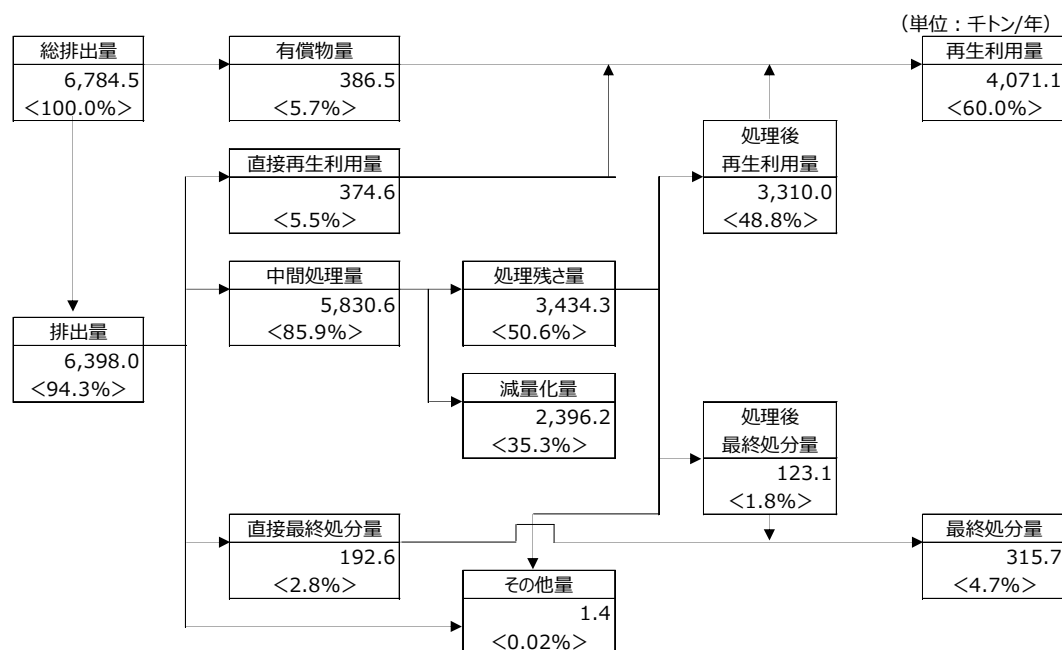 （単位：千トン/年）
総排出量
6,784.5
＜100.0%＞
有償物量
386.5
＜5.7%＞
再生利用量
4,071.1
＜60.0%＞
直接再生利用量
374.6
＜5.5%＞
処理後
再生利用量
3,310.0
＜48.8%＞
中間処理量
5,830.6
＜85.9%＞
処理残さ量
3,434.3
＜50.6%＞
排出量
6,398.0
＜94.3%＞
減量化量
2,396.2
＜35.3%＞
処理後
最終処分量
123.1
＜1.8%＞
直接最終処分量
192.6
＜2.8%＞
最終処分量
315.7
＜4.7%＞
その他量
1.4
＜0.02%＞